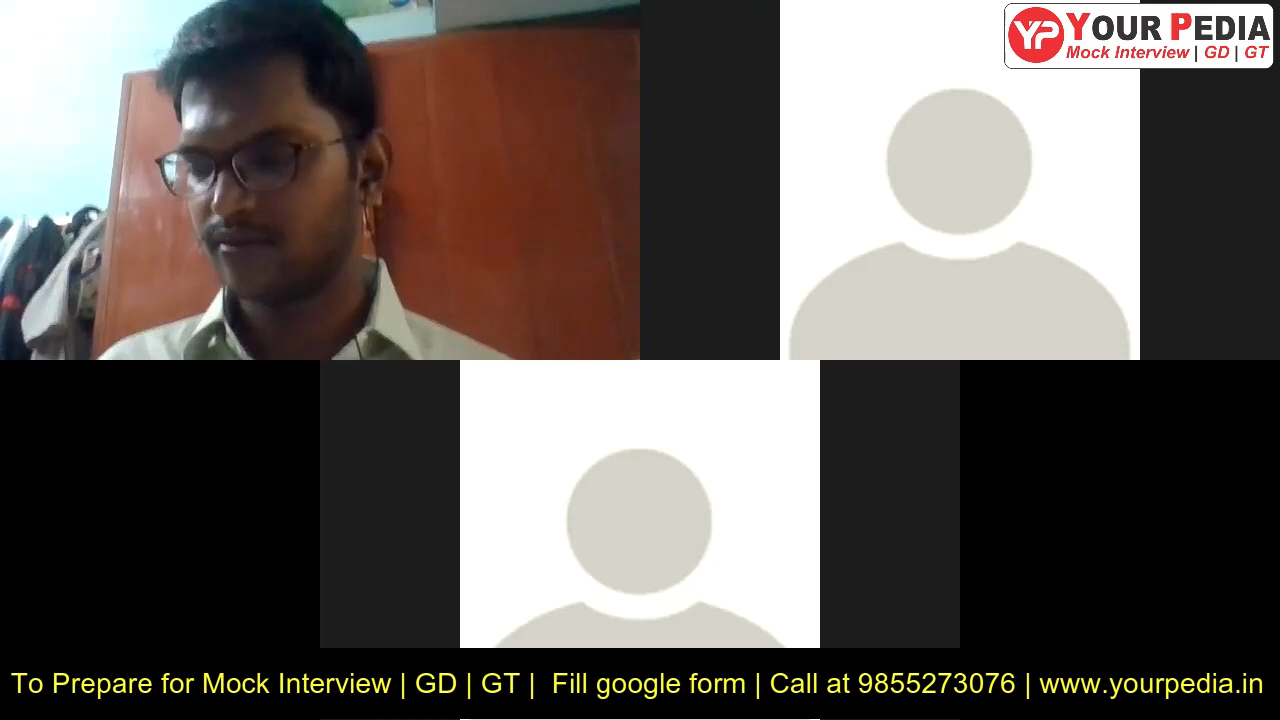 YP YOUR PEDIA
Mock Interview | GD | GT
To Prepare for Mock Interview | GD | GT | Fill google form | Call at 9855273076 | www.yourpedia.in